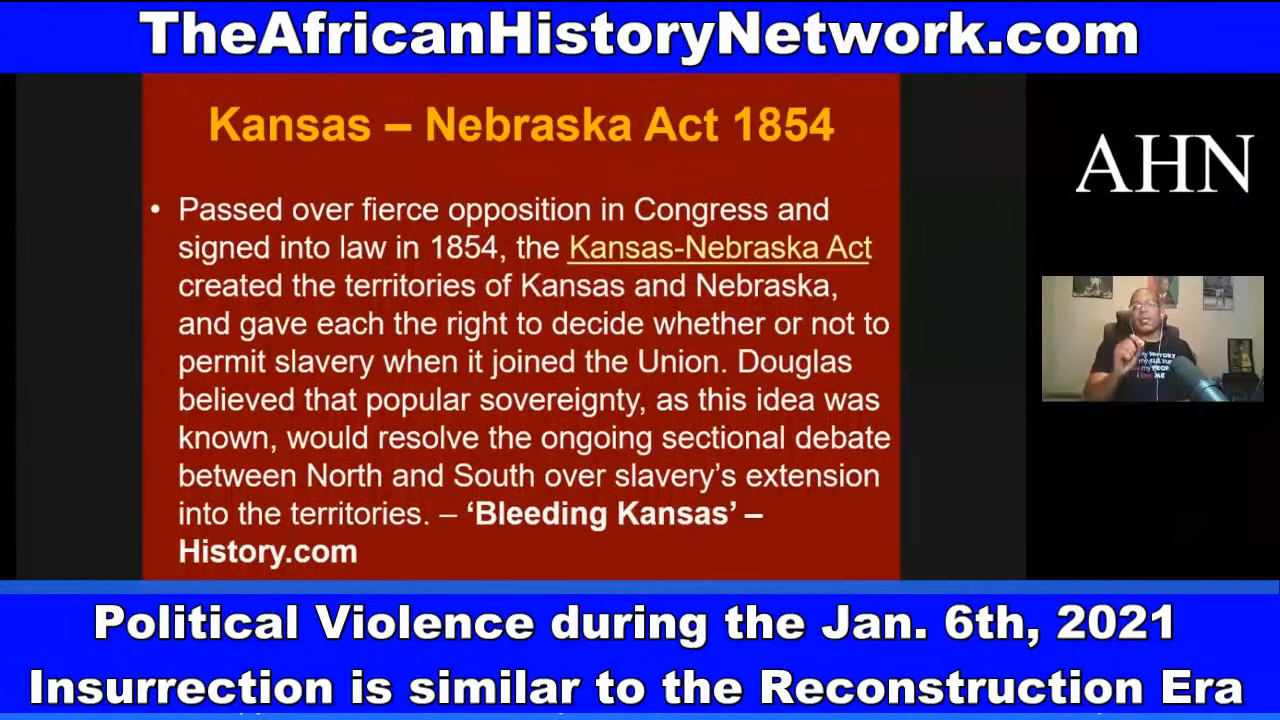 TheAfricanHistoryNetwork.com
Kansas – Nebraska Act 1854
• Passed over fierce opposition in Congress and
signed into law in 1854, the Kansas-Nebraska Act
created the territories of Kansas and Nebraska,
and gave each the right to decide whether or not to
permit slavery when it joined the Union. Douglas
believed that popular sovereignty, as this idea was
known, would resolve the ongoing sectional debate
between North and South over slavery’s extension
into the territories. – ‘Bleeding Kansas’ –
History.com
AHN
Political Violence during the Jan. 6th, 2021
Insurrection is similar to the Reconstruction Era